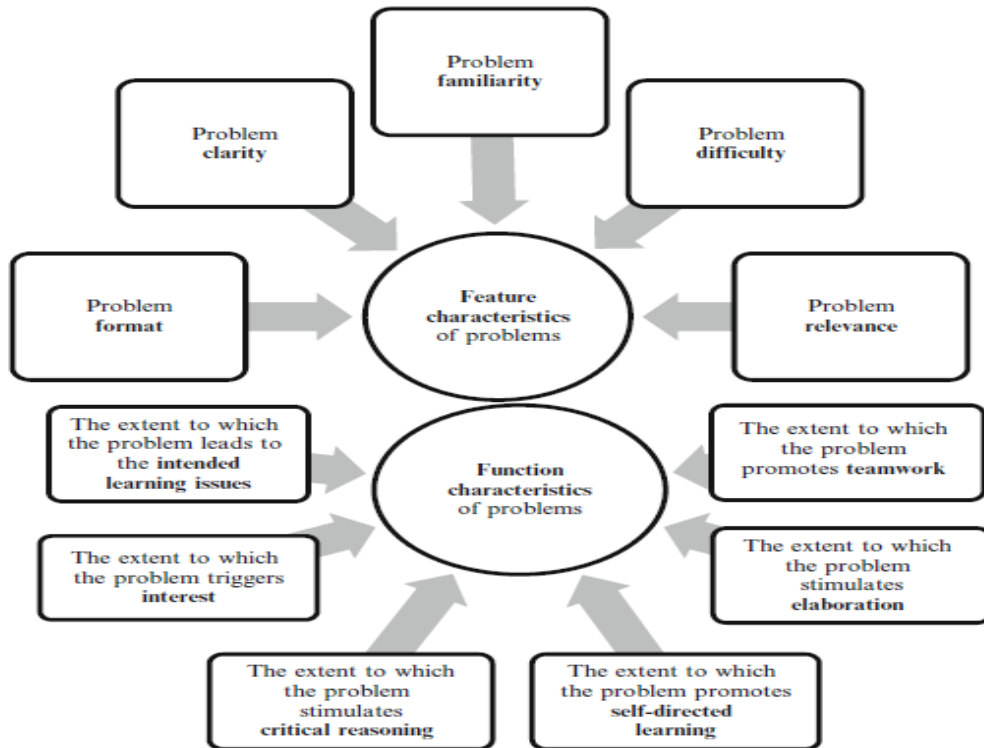 Problem
familiarity
Problem
clarity
Problem
difficulty
Problem
format
Feature
characteristics
of problems
Problem
relevance
The extent to which
the problem leads to
the intended
learning issues
Function
characteristics
of problems
The extent to which
the problem
promotes teamwork
The extent to which
the problem triggers
interest
The extent to which
the problem
stimulates
elaboration
The extent to which
the problem
stimulates
critical reasoning
The extent to which
the problem promotes
self-directed
learning